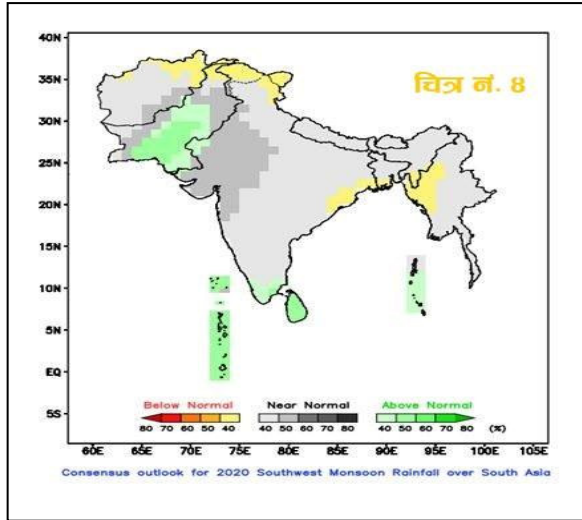 40N
35N
30N
25N
20N
15N
10N
5N
EQ
5S
चित्र नं. ४
Below Normal Near Normal Above Normal
80 70 60 50 40 40 50 60 70 80 40 50 60 70 80 (%)
60E 65E 70E 75E 80E 85E 90E 95E 100E 105E
Consensus outlook for 2020 Southwest Monsoon Rainfall over South Asia